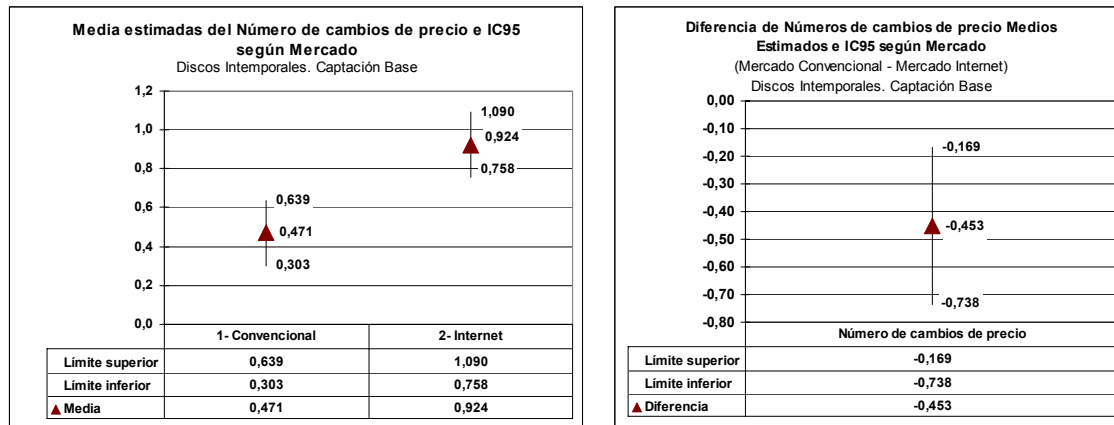 Media estimadas del Número de cambios de precio e IC95
según Mercado
Discos Intemporales. Captación Base
1,2
1,0
0,8
0,6
0,4
0,2
0,0
1,090
0,924
0,758
0,639
0,471
0,303
1- Convencional 2- Internet
Límite superior 0,639 1,090
Límite inferior 0,303 0,758
Media 0,471 0,924
Diferencia de Números de cambios de precio Medios
Estimados e IC95 según Mercado
(Mercado Convencional - Mercado Internet)
Discos Intemporales. Captación Base
0,00
-0,10
-0,20
-0,30
-0,40
-0,50
-0,60
-0,70
-0,80
-0,169
-0,453
-0,738
Número de cambios de precio
Límite superior -0,169
Límite inferior -0,738
Diferencia -0,453